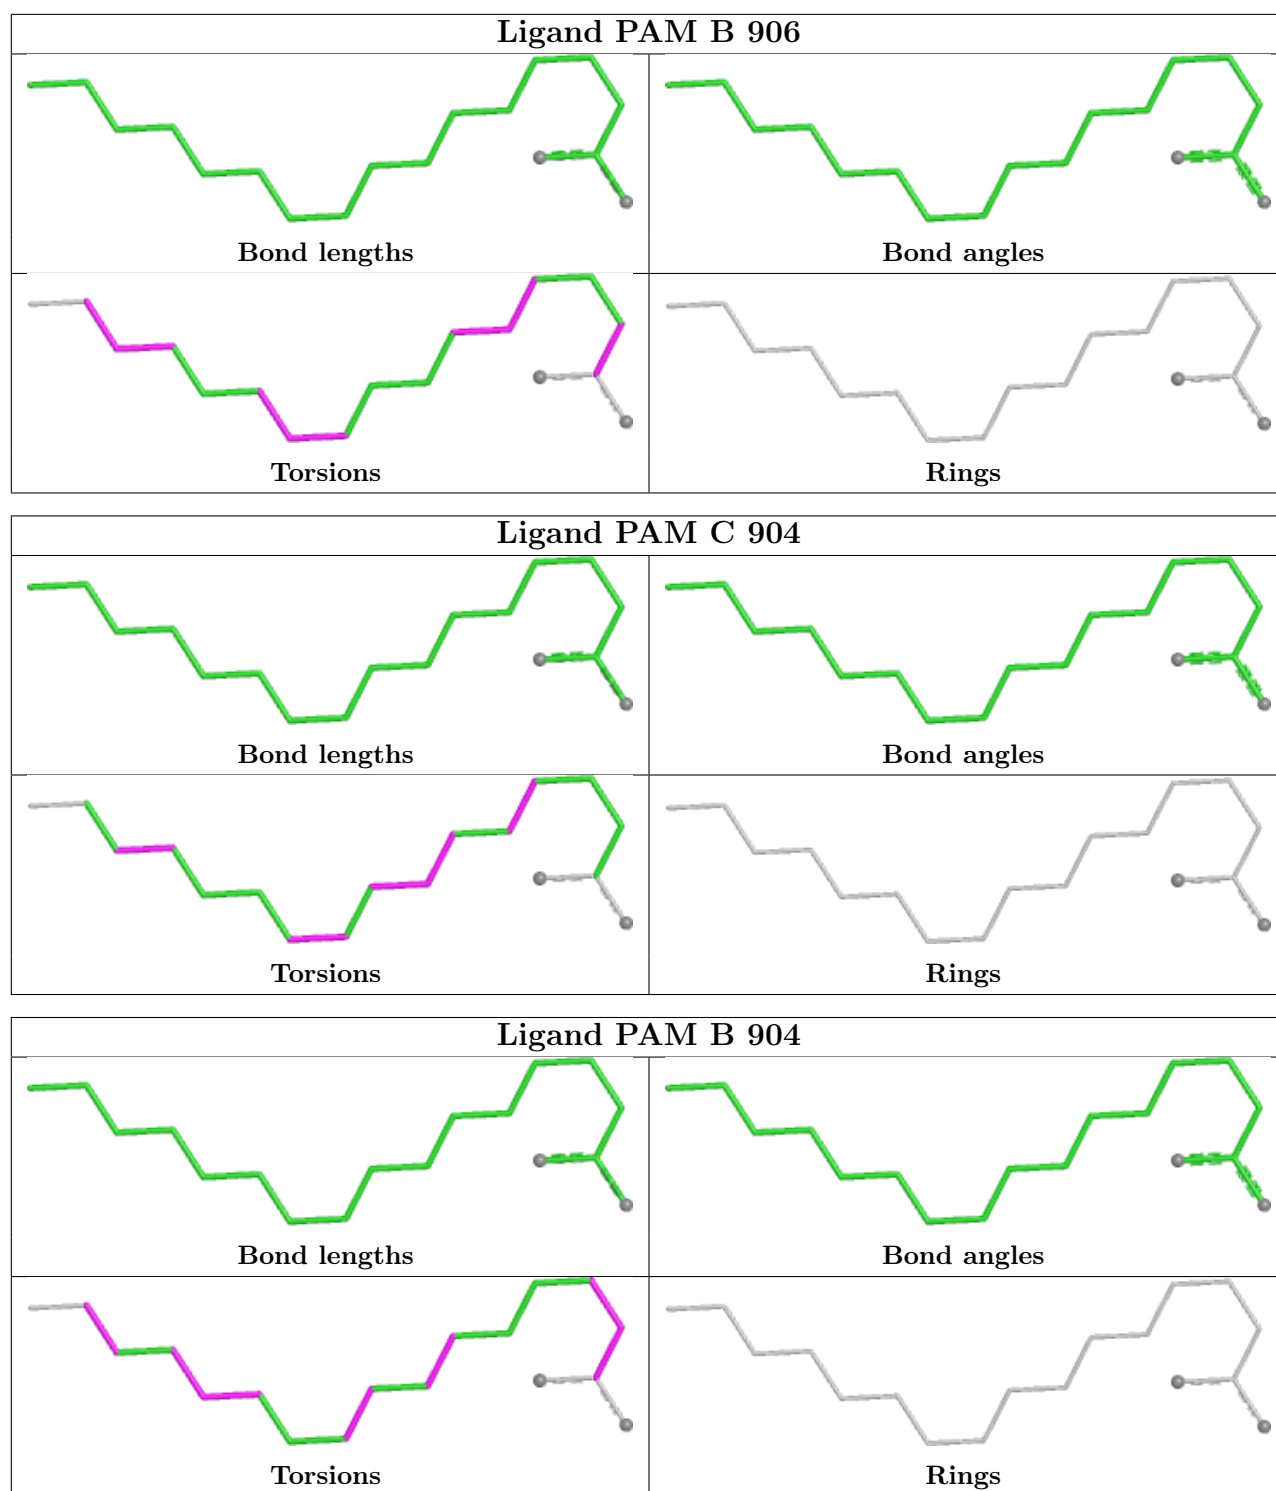 Ligand PAM B 906
Bond lengths
Bond angles
Torsions
Rings
Ligand PAM C 904
Bond lengths
Bond angles
Torsions
Rings
Ligand PAM B 904
Bond lengths
Bond angles
Torsions
Rings